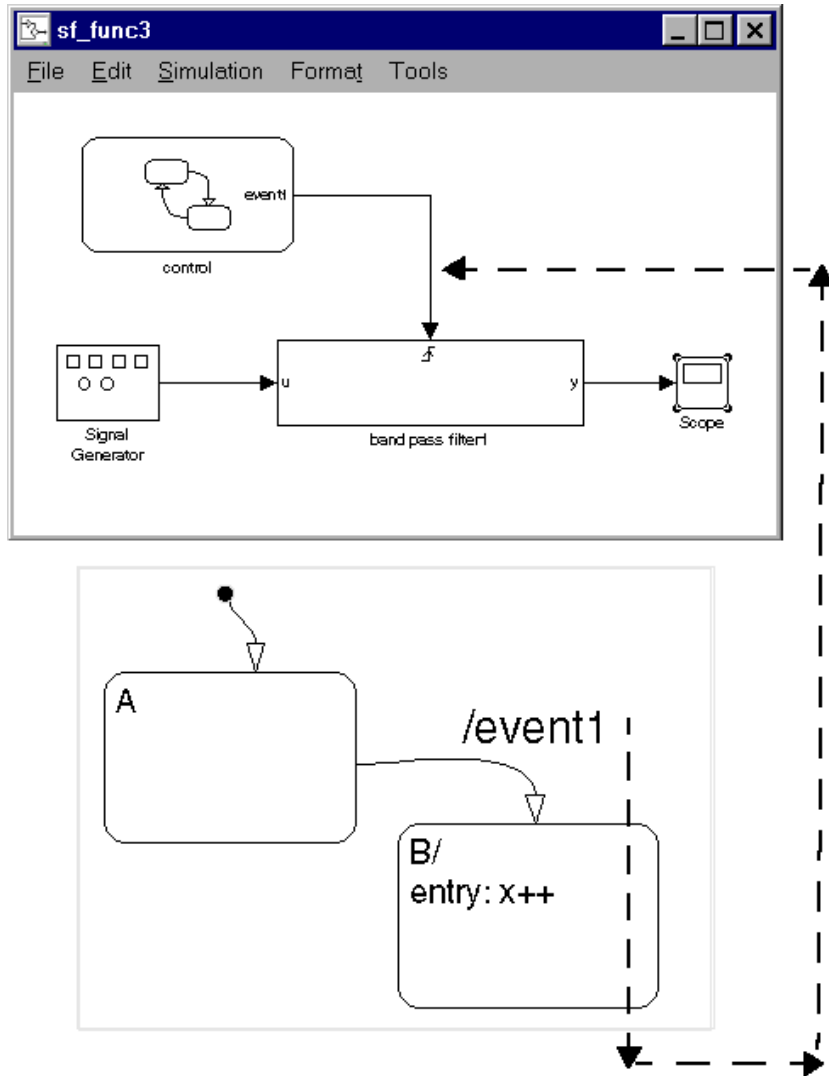 sf_func3
File Edit Simulation Format Tools
event1
control
u
y
Signal
Generator
band pass filter1
Scope
A
/event1
B/
entry: x++